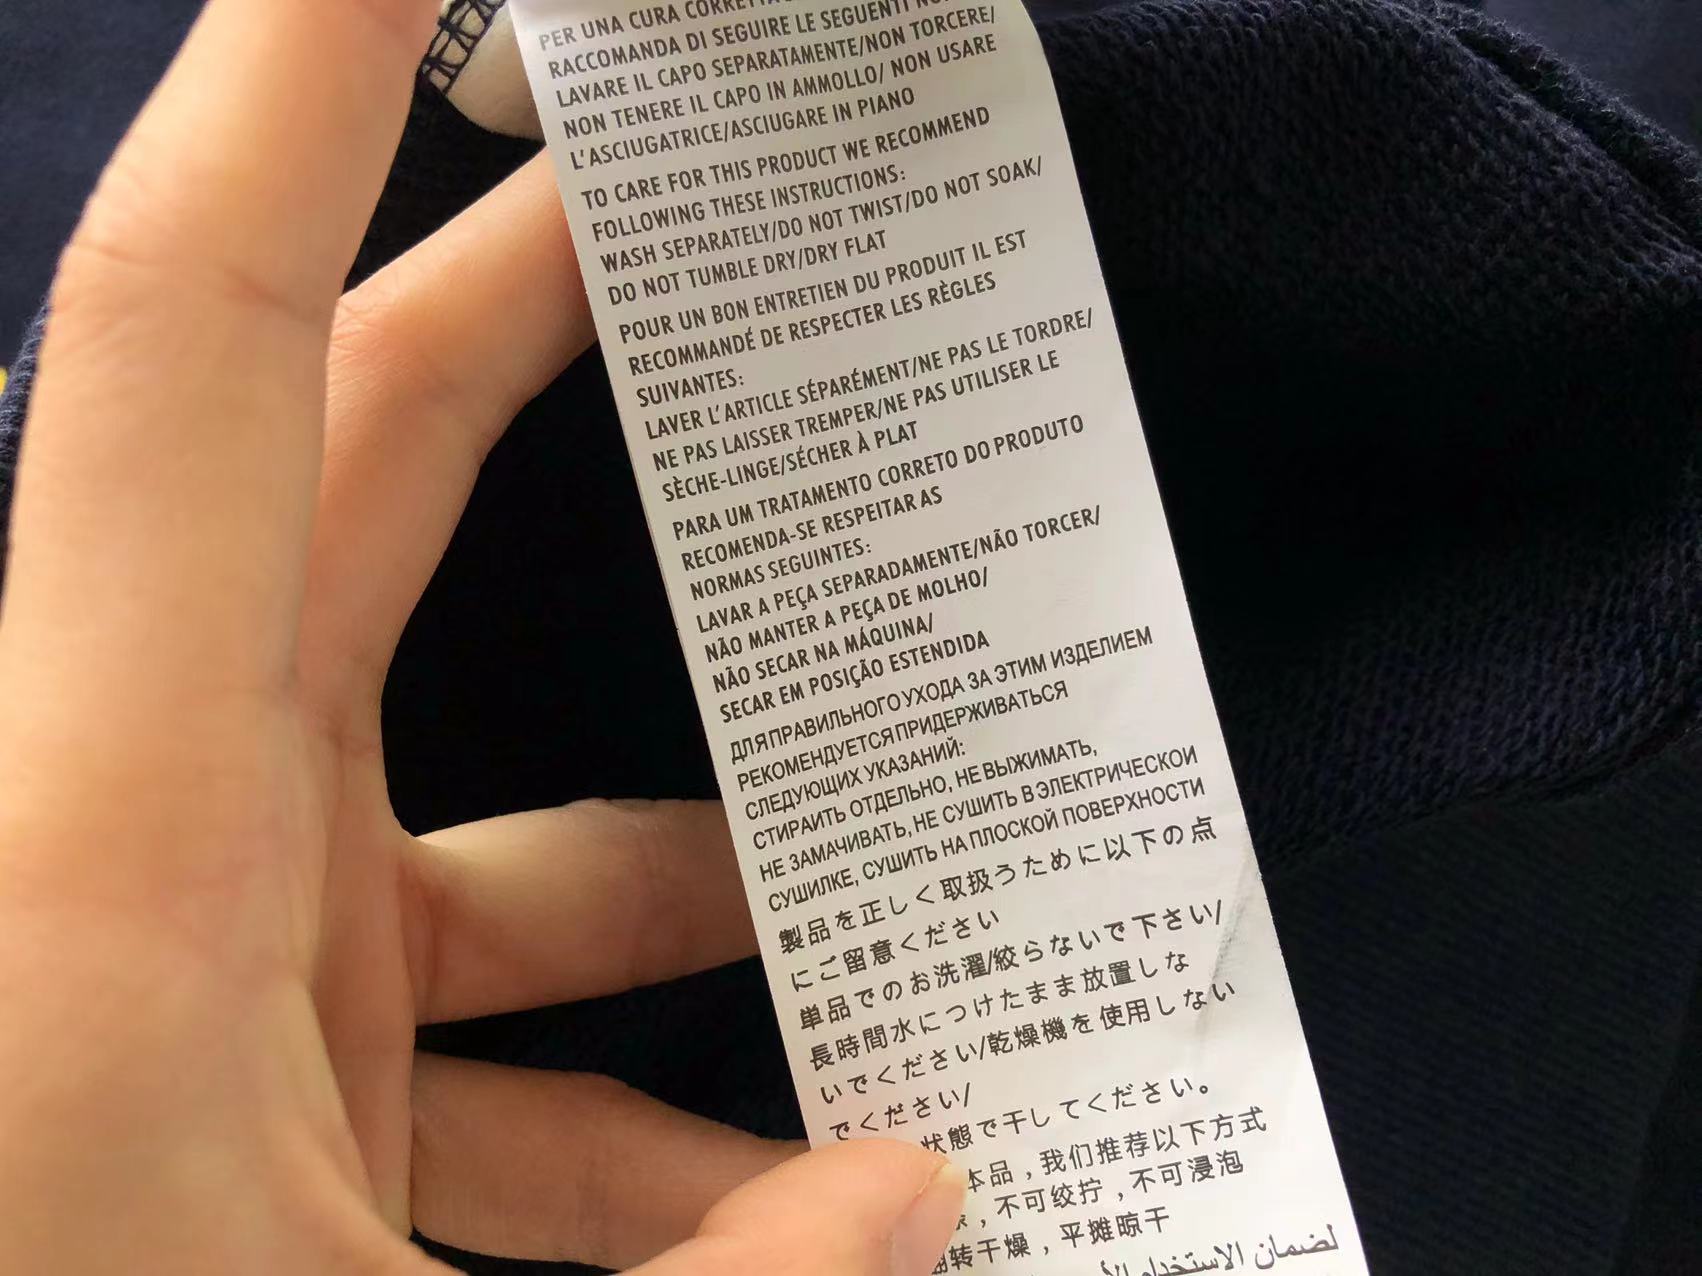 PER UNA CURA CORRETTA
RACCOMANDA DI SEGUIRE LE SEGUENTI
LAVARE IL CAPO SEPARATAMENTE/NON TORCERE/
NON TENERE IL CAPO IN AMMOLLO/ NON USARE
L'ASCIUGATRICE/ASCIUGARE IN PIANO
TO CARE FOR THIS PRODUCT WE RECOMMEND
FOLLOWING THESE INSTRUCTIONS:
WASH SEPARATELY/DO NOT TWIST/DO NOT SOAK/
DO NOT TUMBLE DRY/DRY FLAT
POUR UN BON ENTRETIEN DU PRODUIT IL EST
RECOMMANDÉ DE RESPECTER LES RÈGLES
SUIVANTES:
LAVER L'ARTICLE SÉPARÉMENT/NE PAS LE TORDRE/
NE PAS LAISSER TREMPER/NE PAS UTILISER LE
SÈCHE-LINGE/SÉCHER À PLAT
PARA UM TRATAMENTO CORRETO DO PRODUTO
RECOMENDA-SE RESPEITAR AS
NORMAS SEGUINTES:
LAVAR A PEÇA SEPARADAMENTE/NÃO TORCER/
NÃO MANTER A PEÇA DE MOLHO/
NÃO SECAR NA MÁQUINA/
SECAR EM POSIÇÃO ESTENDIDA
ДЛЯ ПРАВИЛЬНОГО УХОДА ЗА ЭТИМ ИЗДЕЛИЕМ
РЕКОМЕНДУЕТСЯ ПРИДЕРЖИВАТЬСЯ
СЛЕДУЮЩИХ УКАЗАНИЙ:
СТИРАИТЬ ОТДЕЛЬНО, НЕ ВЫЖИМАТЬ,
НЕ ЗАМАЧИВАТЬ, НЕ СУШИТЬ В ЭЛЕКТРИЧЕСКОЙ
СУШИЛКЕ, СУШИТЬ НА ПЛОСКОЙ ПОВЕРХНОСТИ
製品を正しく取扱うために以下の点
にご留意ください
単品でのお洗濯/絞らないで下さい/
長時間水につけたまま放置しな
いでください/乾燥機を使用しない
でください/
状態で干してください。
本品，我们推荐以下方式
，不可绞拧，不可浸泡
翻转干燥，平摊晾干
لضمان الاستخدام